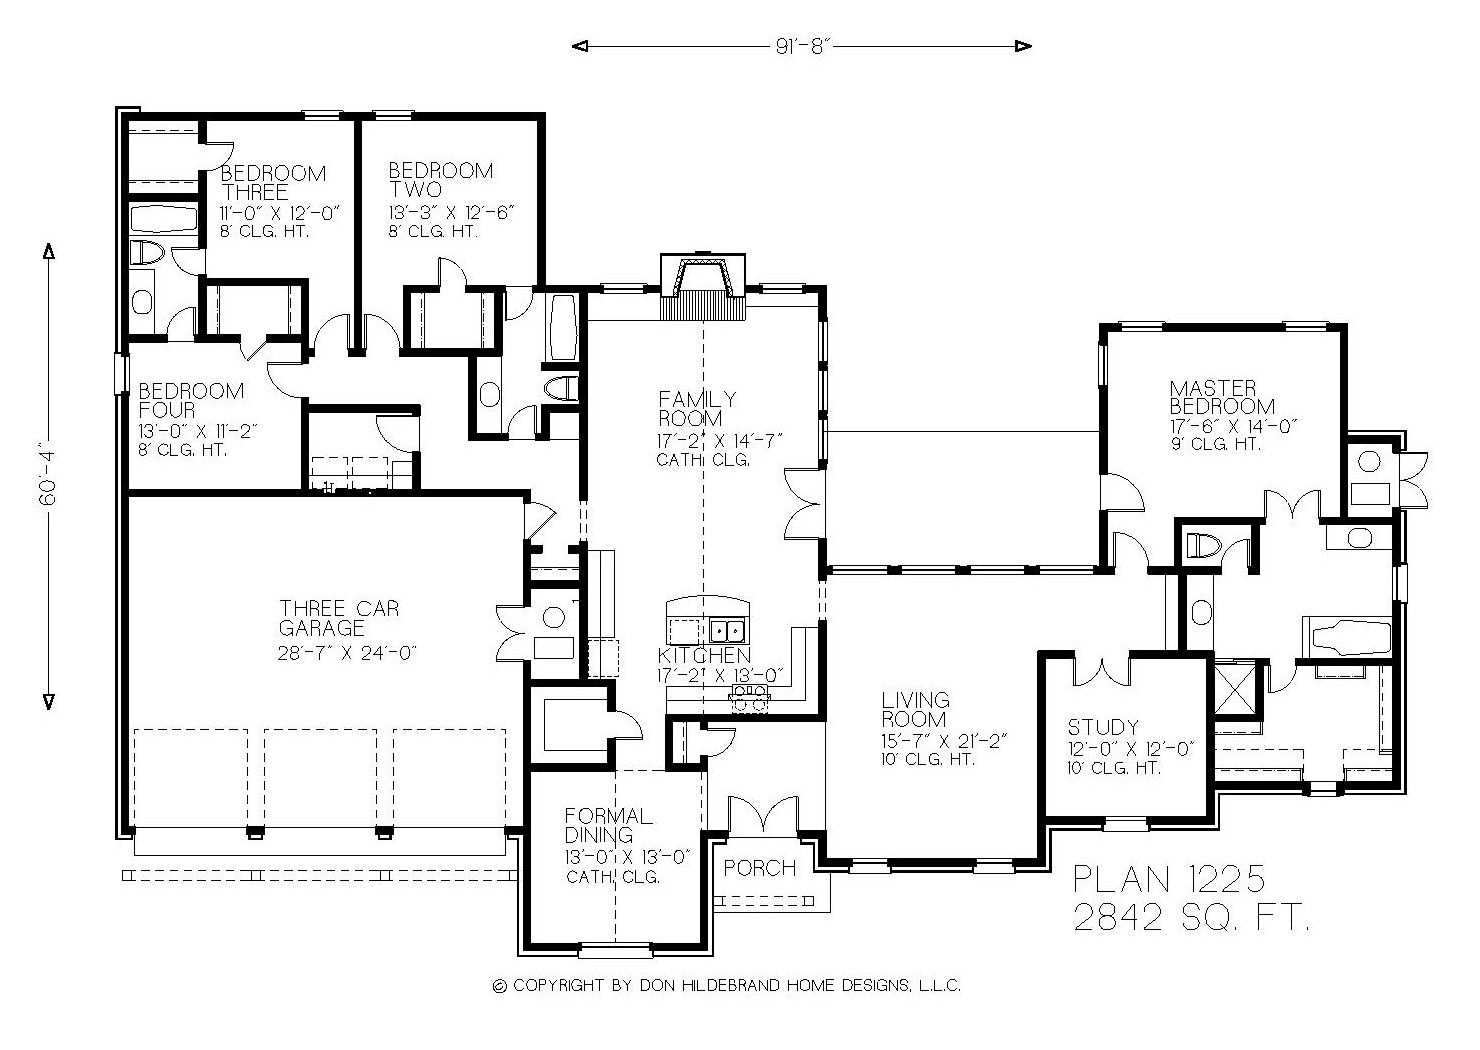 91'-8"
60'-4"
BEDROOM
THREE
11'-0" X 12'-0"
8' CLG. HT.
BEDROOM
TWO
13'-3" X 12'-6"
8' CLG. HT.
BEDROOM
FOUR
13'-0" X 11'-2"
8' CLG. HT.
FAMILY
ROOM
17'-2" X 14'-7"
CATH. CLG.
MASTER
BEDROOM
17'-6" X 14'-0"
9' CLG. HT.
THREE CAR
GARAGE
28'-7" X 24'-0"
KITCHEN
17'-2" X 13'-0"
LIVING
ROOM
15'-7" X 21'-2"
10' CLG. HT.
STUDY
12'-0" X 12'-0"
10' CLG. HT.
FORMAL
DINING
13'-0" X 13'-0"
CATH. CLG.
PORCH
PLAN 1225
2842 SQ. FT.
© COPYRIGHT BY DON HILDEBRAND HOME DESIGNS, L.L.C.